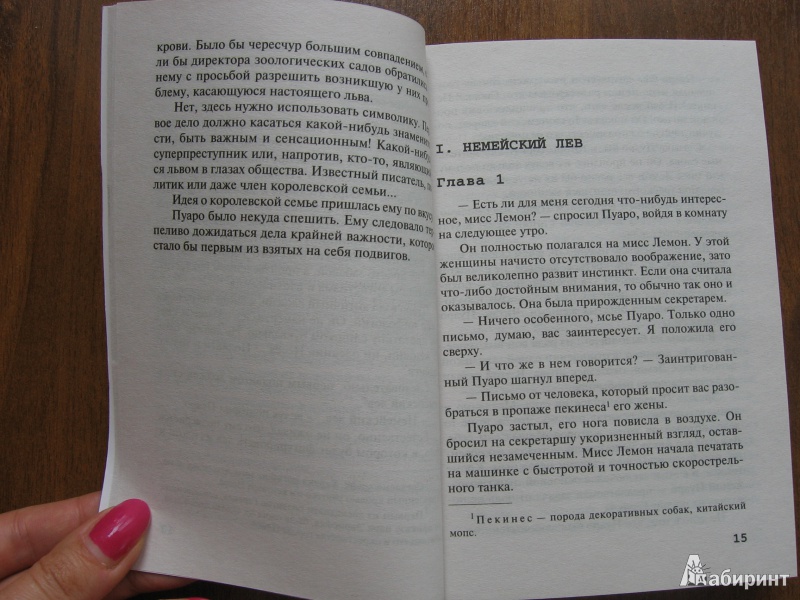 крови. Было бы чересчур большим совпадением,
ли бы директора зоологических садов обратились
нему с просьбой разрешить возникшую у них
блему, касающуюся настоящего льва.
Нет, здесь нужно использовать символику.
вое дело должно касаться какой-нибудь
сти, быть важным и сенсационным!
суперпреступник или, напротив, кто-то,
ся львом в глазах общества. Известный писатель,
литик или даже член королевской семьи...
Идея о королевской семье пришлась ему по
Пуаро было некуда спешить. Ему следовало
пеливо дожидаться дела крайней важности,
стало бы первым из взятых на себя подвигов.
I. НЕМЕЙСКИЙ ЛЕВ
Глава 1
— Есть ли для меня сегодня что-нибудь интерес-
ное, мисс Лемон? — спросил Пуаро, войдя в комнату
на следующее утро.
Он полностью полагался на мисс Лемон. У этой
женщины начисто отсутствовало воображение, зато
был великолепно развит инстинкт. Если она считала
что-либо достойным внимания, то обычно так оно и
оказывалось. Она была прирожденным секретарем.
— Ничего особенного, мсье Пуаро. Только одно
письмо, думаю, вас заинтересует. Я положила его
сверху.
— И что же в нем говорится? — Заинтригован-
ный Пуаро шагнул вперед.
— Письмо от человека, который просит вас разо-
браться в пропаже пекинеса¹ его жены.
Пуаро застыл, его нога повисла в воздухе. Он
бросил на секретаршу укоризненный взгляд, остав-
шийся незамеченным. Мисс Лемон начала печатать
на машинке с быстротой и точностью скорострель-
ного танка.
¹ Пекинес — порода декоративных собак, китайский
мопс.
15
Лабиринт